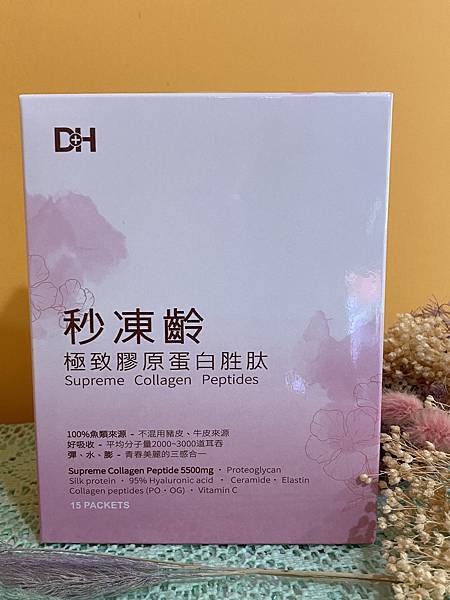 D+H
秒凍齡
極致膠原蛋白胜肽
Supreme Collagen Peptides
100%魚類來源 - 不混用豬皮、牛皮來源
好吸收 - 平均分子量2000~3000道耳吞
彈、水、膨 - 青春美麗的三感合一
Supreme Collagen Peptide 5500mg・Proteoglycan
Silk protein・95% Hyaluronic acid ・Ceramide・Elastin
Collagen peptides (PO・OG)・Vitamin C
15 PACKETS